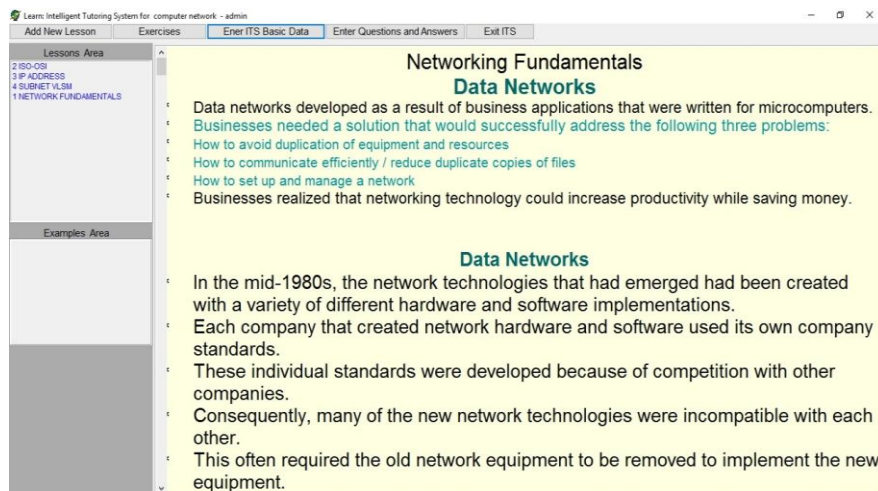 Learn: Intelligent Tutoring System for computer network - admin
Add New Lesson Exercises Ener ITS Basic Data Enter Questions and Answers Exit ITS
Lessons Area
2 ISO-OSI
3 IP ADDRESS
4 SUBNET VLSM
1 NETWORK FUNDAMENTALS
Examples Area
Networking Fundamentals
Data Networks
Data networks developed as a result of business applications that were written for microcomputers.
Businesses needed a solution that would successfully address the following three problems:
How to avoid duplication of equipment and resources
How to communicate efficiently / reduce duplicate copies of files
How to set up and manage a network
Businesses realized that networking technology could increase productivity while saving money.
Data Networks
In the mid-1980s, the network technologies that had emerged had been created
with a variety of different hardware and software implementations.
Each company that created network hardware and software used its own company
standards.
These individual standards were developed because of competition with other
companies.
Consequently, many of the new network technologies were incompatible with each
other.
This often required the old network equipment to be removed to implement the new
equipment.